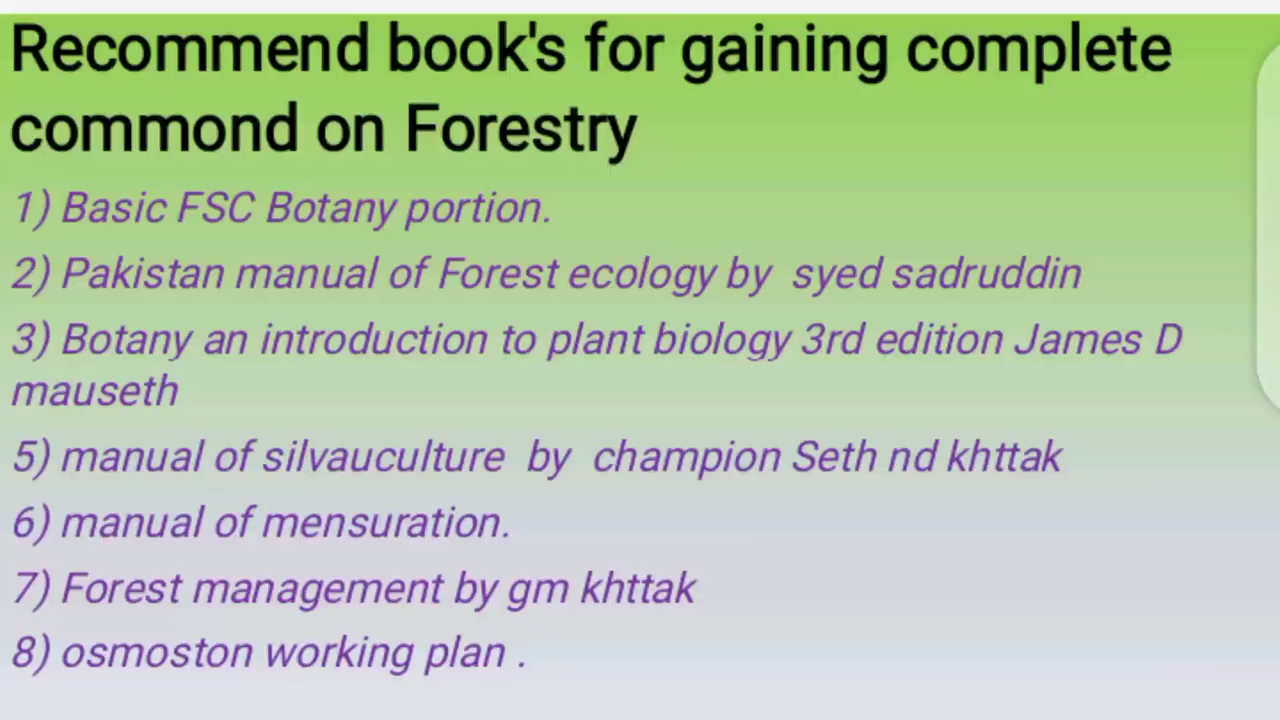 Recommend book's for gaining complete
commond on Forestry
1) Basic FSC Botany portion.
2) Pakistan manual of Forest ecology by syed sadruddin
3) Botany an introduction to plant biology 3rd edition James D
mauseth
5) manual of silvauculture by champion Seth nd khttak
6) manual of mensuration.
7) Forest management by gm khttak
8) osmoston working plan .